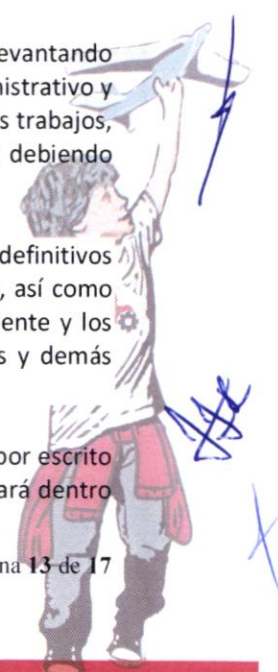 evantando
nistrativo y
s trabajos,
debiendo
definitivos
, así como
ente y los
s y demás
por escrito
ará dentro
na 13 de 17